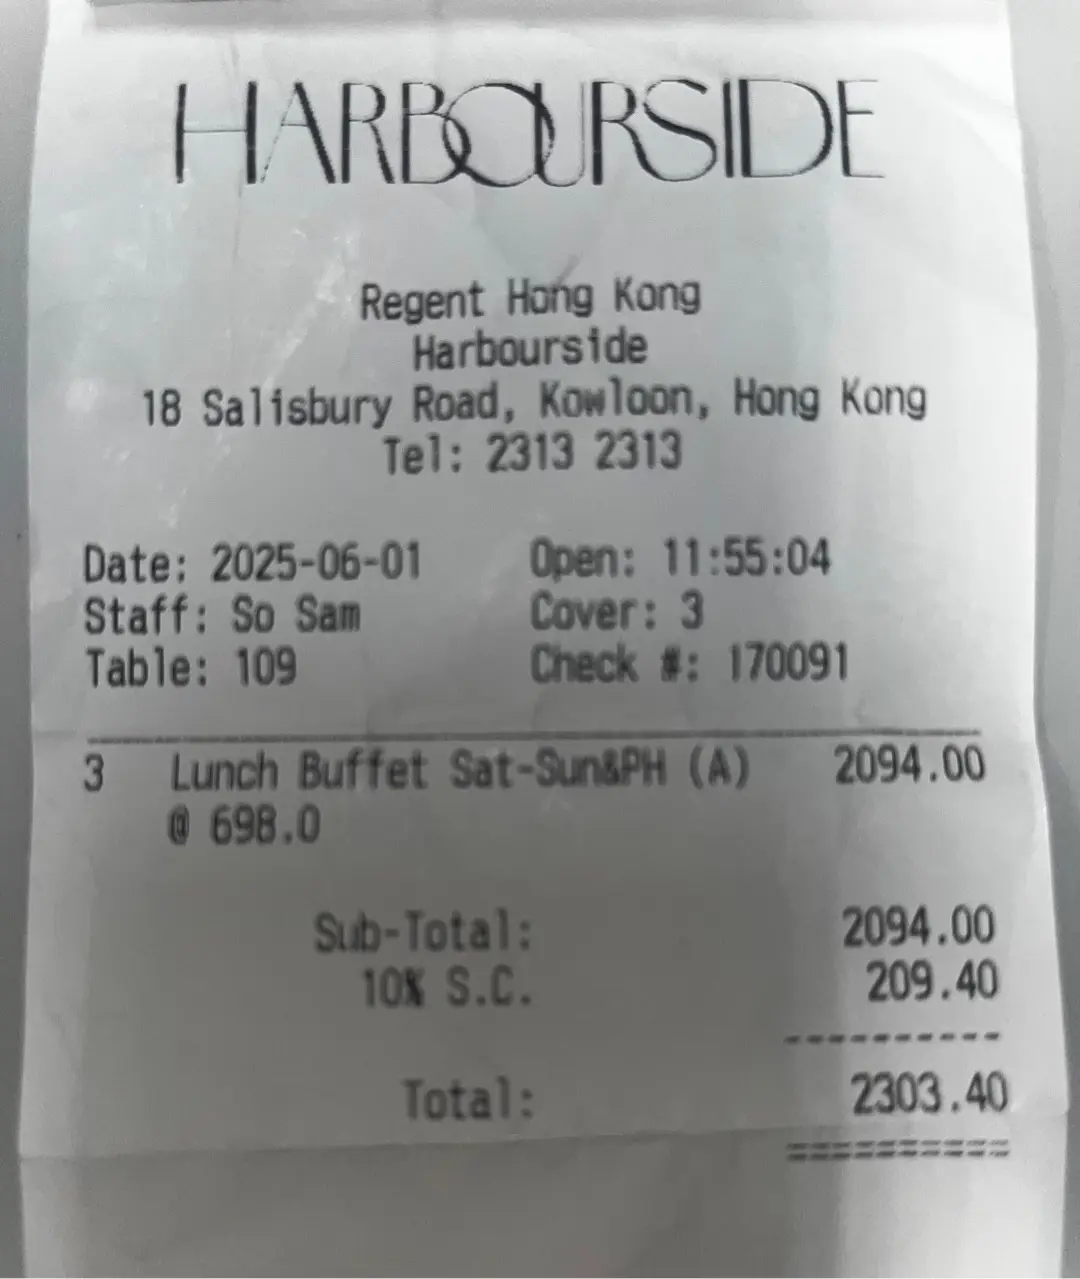 HARBOURSIDE
Regent Hong Kong
Harbourside
18 Salisbury Road, Kowloon, Hong Kong
Tel: 2313 2313
Date: 2025-06-01 Open: 11:55:04
Staff: So Sam Cover: 3
Table: 109 Check #: 170091
3 Lunch Buffet Sat-Sun&PH (A) 2094.00
@ 698.0
Sub-Total: 2094.00
10% S.C. 209.40
Total: 2303.40